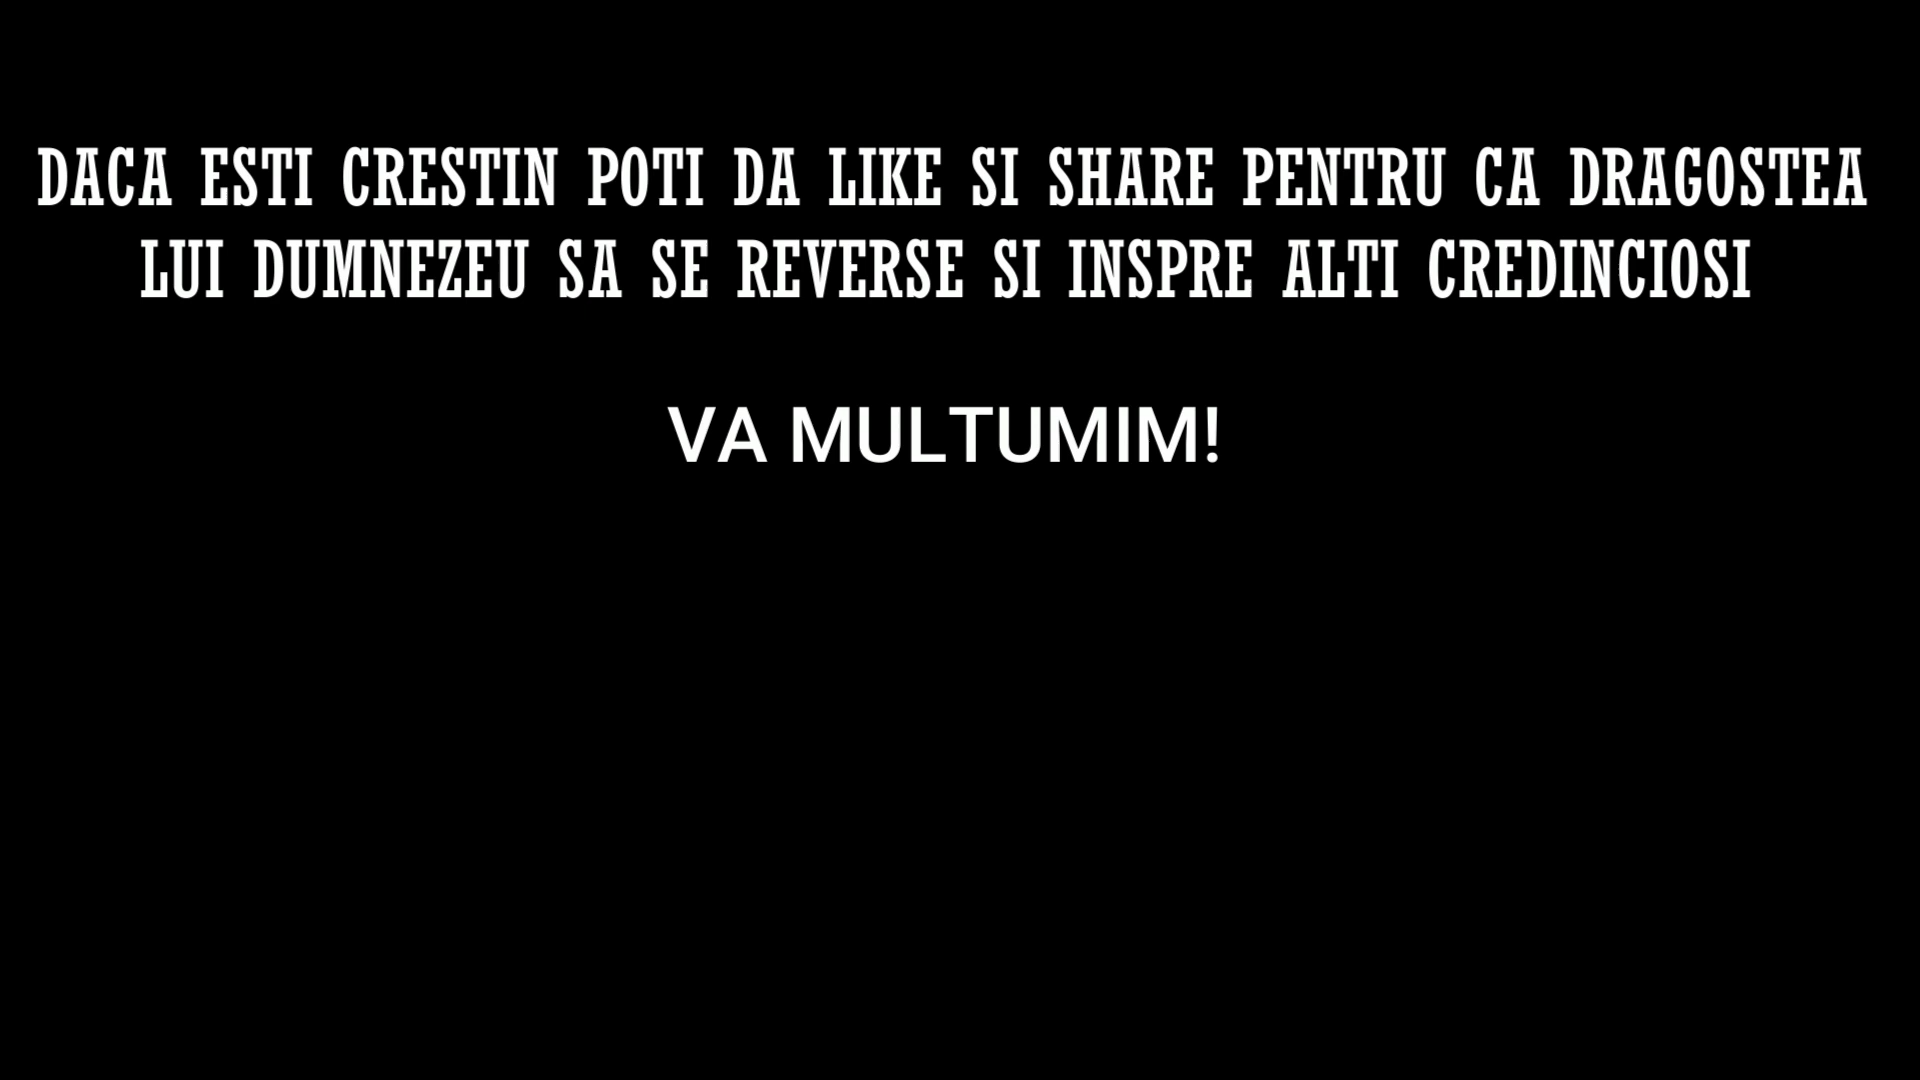 DACA ESTI CRESTIN POTI DA LIKE SI SHARE PENTRU CA DRAGOSTEA
LUI DUMNEZEU SA SE REVERSE SI INSPRE ALTI CREDINCIOSI
VA MULTUMIM!